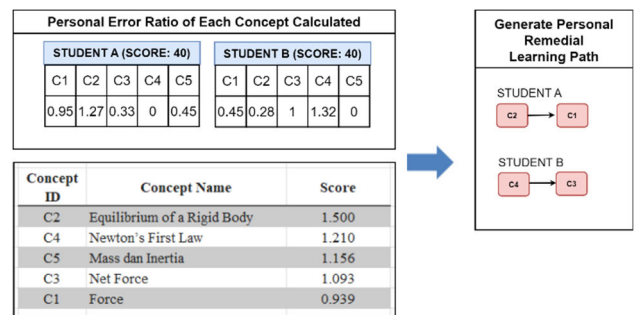 Personal Error Ratio of Each Concept Calculated
STUDENT A (SCORE: 40)
C1 C2 C3 C4 C5
0.95 1.27 0.33 0 0.45
STUDENT B (SCORE: 40)
C1 C2 C3 C4 C5
0.45 0.28 1 1.32 0
Concept ID Concept Name Score
C2 Equilibrium of a Rigid Body 1.500
C4 Newton's First Law 1.210
C5 Mass dan Inertia 1.156
C3 Net Force 1.093
C1 Force 0.939
Generate Personal
Remedial
Learning Path
STUDENT A
C2 C1
STUDENT B
C4 C3